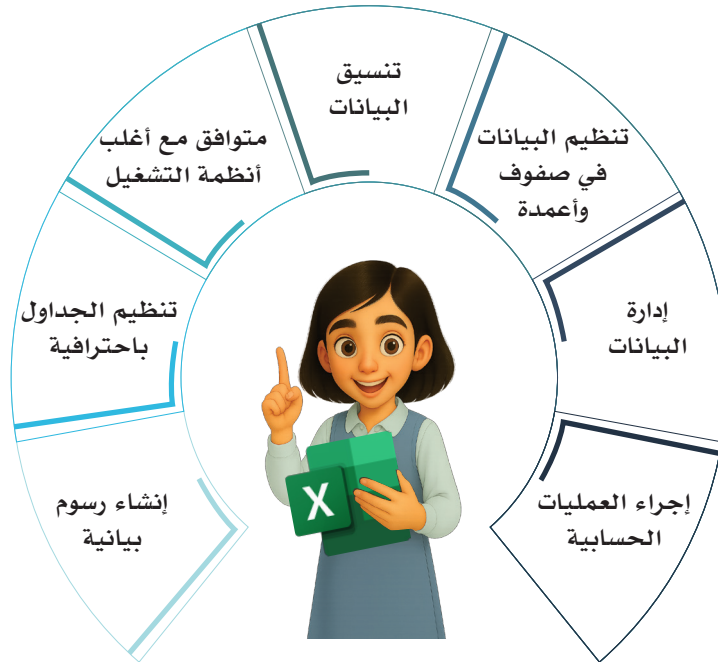 إجراء العمليات
الحسابية
إدارة
البيانات
تنظيم البيانات
في صفوف
وأعمدة
تنسيق
البيانات
متوافق مع أغلب
أنظمة التشغيل
تنظيم الجداول
باحترافية
إنشاء رسوم
بيانية
X